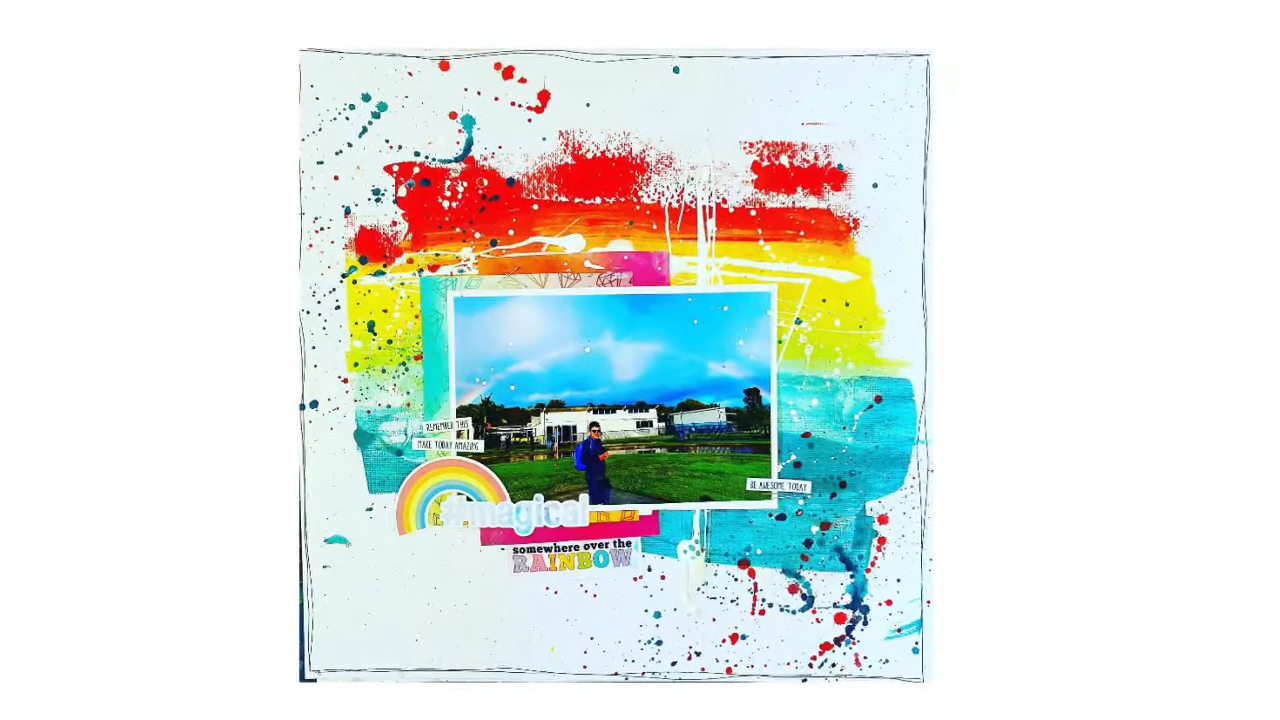 REMEMBER THIS
MAKE TODAY AMAZING
BE AWESOME TODAY
#magical
somewhere over the
RAINBOW